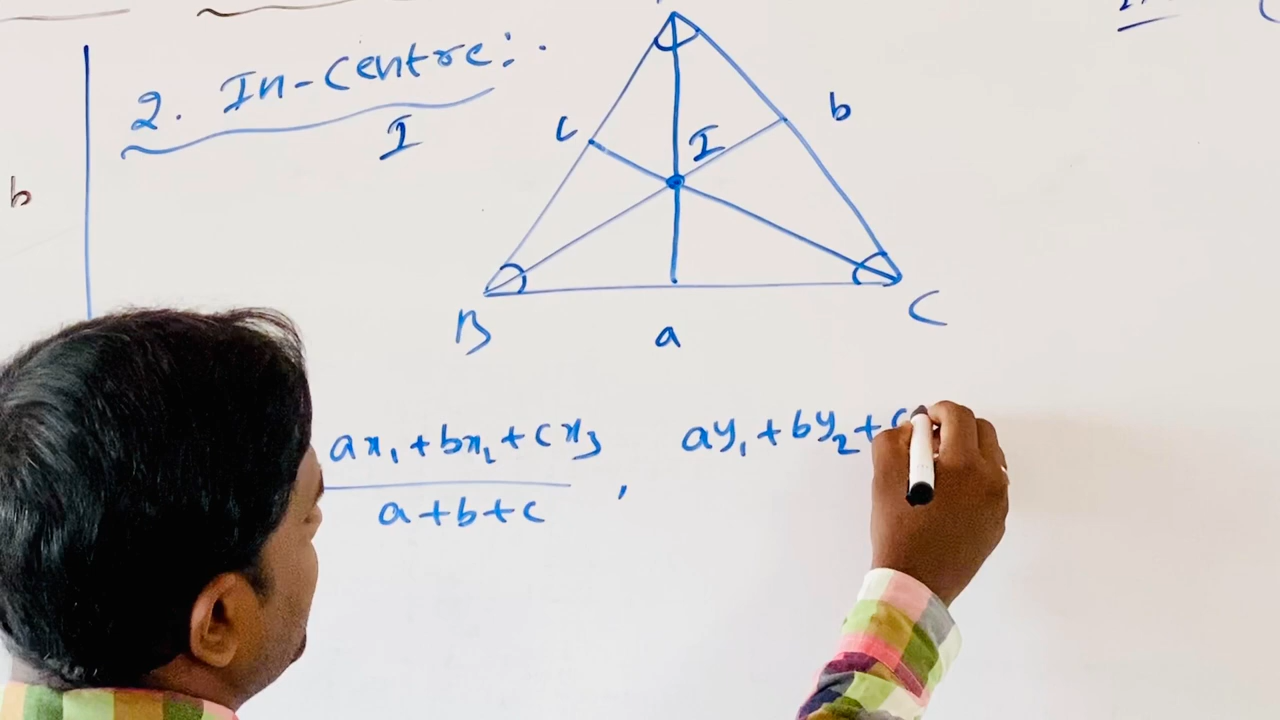 2. In-Centre:.
I
c
b
I
B
a
C
b
ax₁+bx₂+cx₃ , ay₁+by₂+c
a+b+c